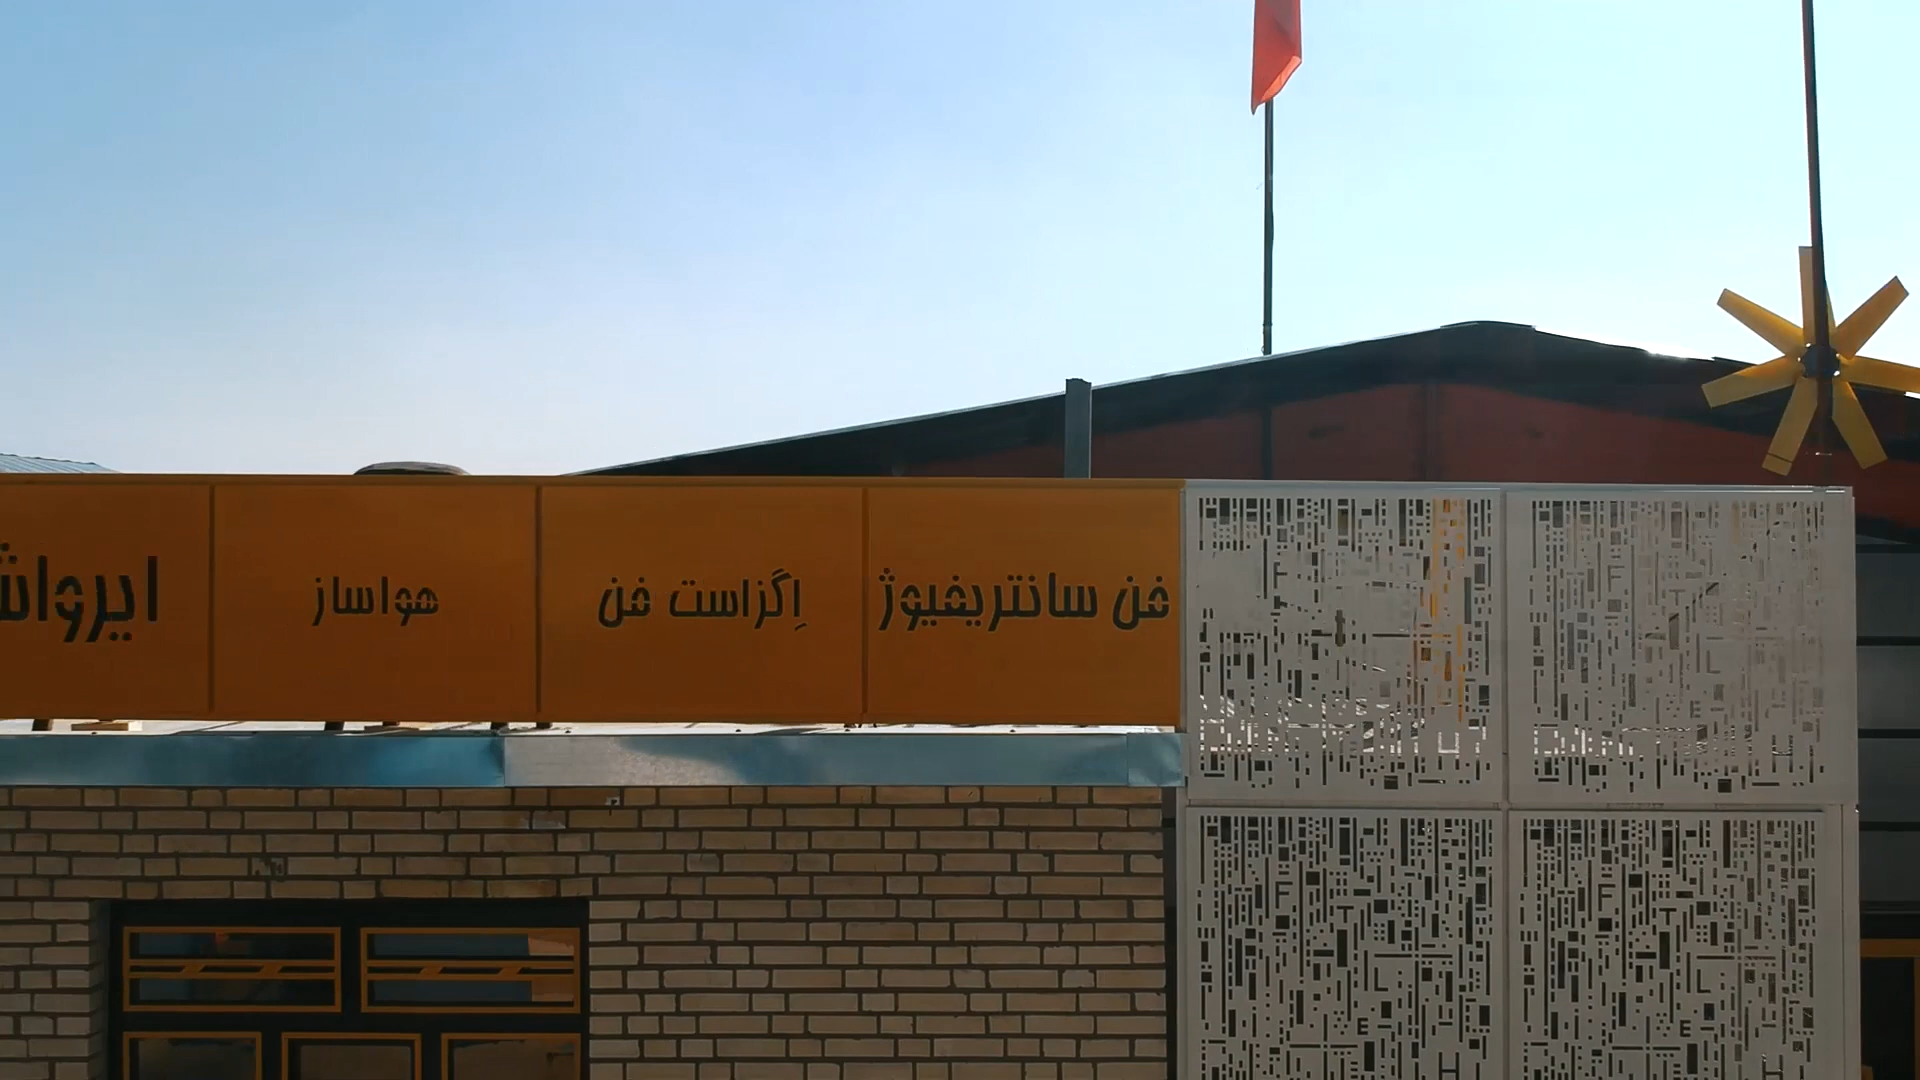 فن سانتریفیوژ
اِگزاست فن
هواساز